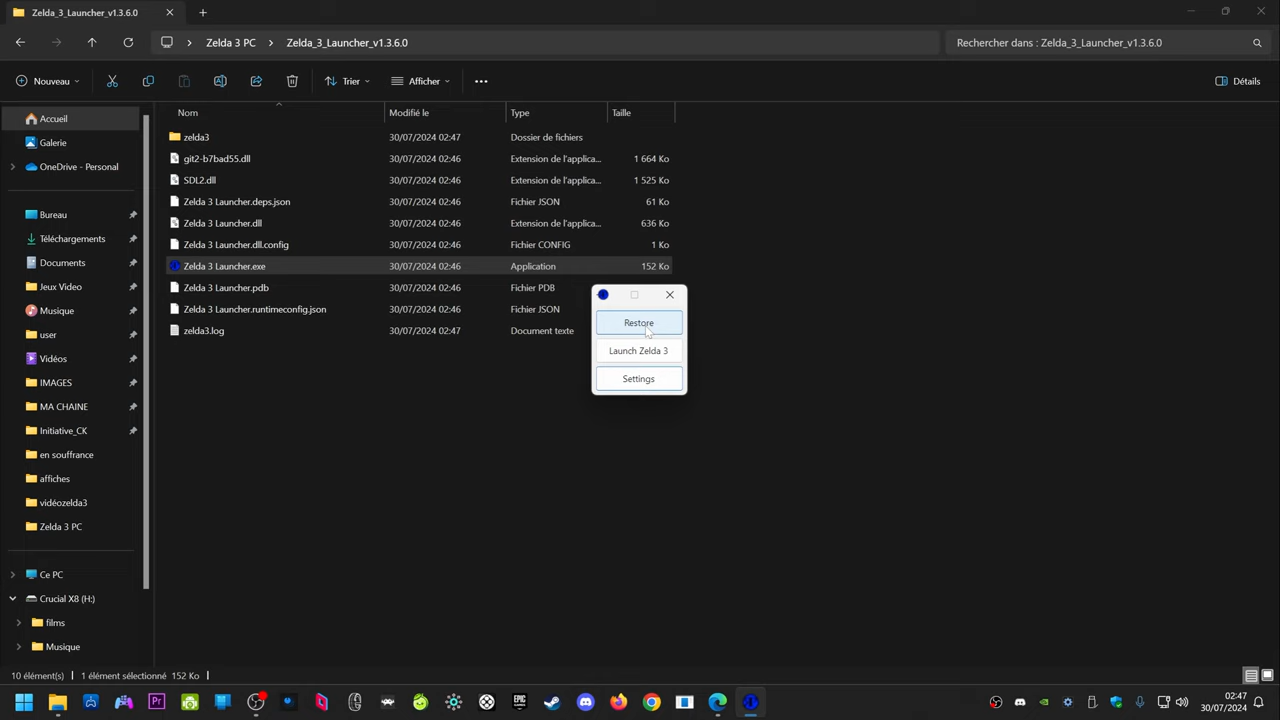 Zelda_3_Launcher_v1.3.6.0
Zelda 3 PC > Zelda_3_Launcher_v1.3.6.0
Rechercher dans : Zelda_3_Launcher_v1.3.6.0
Nouveau
Trier
Afficher
Détails
Nom Modifié le Type Taille
zelda3 30/07/2024 02:47 Dossier de fichiers
git2-b7bad55.dll 30/07/2024 02:46 Extension de l'applica... 1 664 Ko
SDL2.dll 30/07/2024 02:46 Extension de l'applica... 1 525 Ko
Zelda 3 Launcher.deps.json 30/07/2024 02:46 Fichier JSON 61 Ko
Zelda 3 Launcher.dll 30/07/2024 02:46 Extension de l'applica... 636 Ko
Zelda 3 Launcher.dll.config 30/07/2024 02:46 Fichier CONFIG 1 Ko
Zelda 3 Launcher.exe 30/07/2024 02:46 Application 152 Ko
Zelda 3 Launcher.pdb 30/07/2024 02:46 Fichier PDB
Zelda 3 Launcher.runtimeconfig.json 30/07/2024 02:46 Fichier JSON
zelda3.log 30/07/2024 02:47 Document texte
Restore
Launch Zelda 3
Settings
Accueil
Galerie
OneDrive - Personal
Bureau
Téléchargements
Documents
Jeux Video
Musique
user
Vidéos
IMAGES
MA CHAINE
Initiative_CK
en souffrance
affiches
vidéozelda3
Zelda 3 PC
Ce PC
Crucial X8 (H:)
films
Musique
10 élément(s) 1 élément sélectionné 152 Ko
Pr
EPIC
02:47
30/07/2024